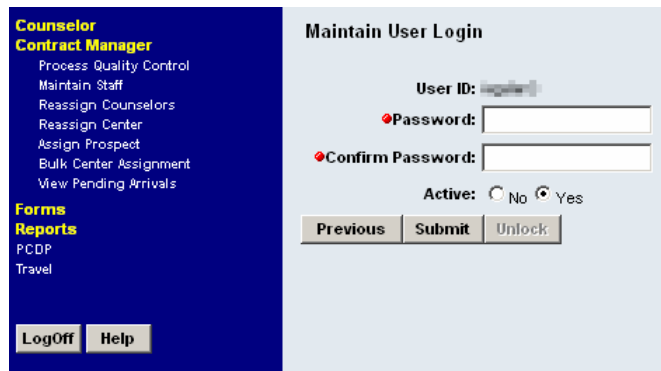 Counselor
Contract Manager
Process Quality Control
Maintain Staff
Reassign Counselors
Reassign Center
Assign Prospect
Bulk Center Assignment
View Pending Arrivals
Forms
Reports
PCDP
Travel
LogOff Help
Maintain User Login
User ID:
Password:
Confirm Password:
Active: No Yes
Previous Submit Unlock